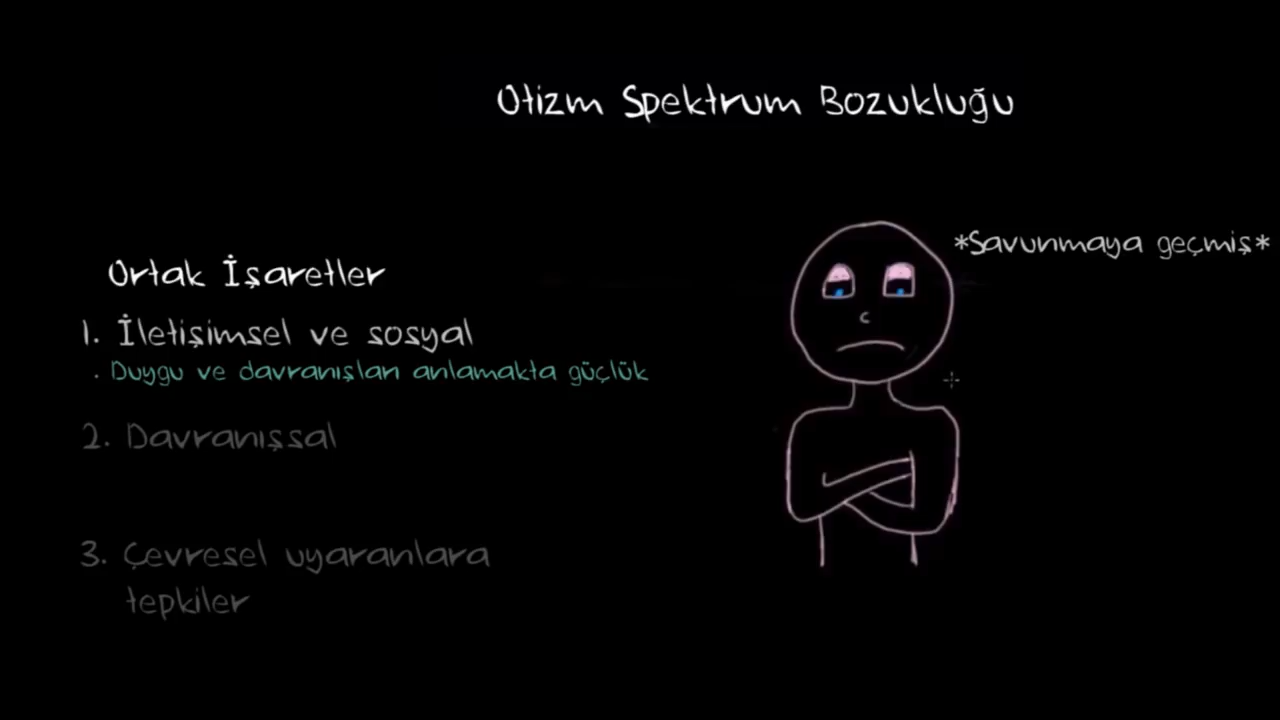 Otizm Spektrum Bozukluğu
*Savunmaya geçmiş*
Ortak İşaretler
1. İletişimsel ve sosyal
. Duygu ve davranışları anlamakta güçlük
2. Davranışsal
3. Çevresel uyaranlara
tepkiler